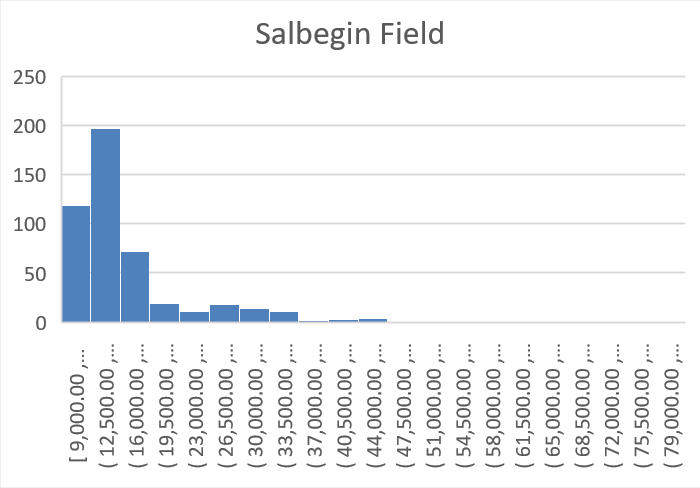 Salbegin Field
250
200
150
100
50
0
[ 9,000.00 ,...
( 12,500.00 ,...
( 16,000.00 ,...
( 19,500.00 ,...
( 23,000.00 ,...
( 26,500.00 ,...
( 30,000.00 ,...
( 33,500.00 ,...
( 37,000.00 ,...
( 40,500.00 ,...
( 44,000.00 ,...
( 47,500.00 ,...
( 51,000.00 ,...
( 54,500.00 ,...
( 58,000.00 ,...
( 61,500.00 ,...
( 65,000.00 ,...
( 68,500.00 ,...
( 72,000.00 ,...
( 75,500.00 ,...
( 79,000.00 ,...